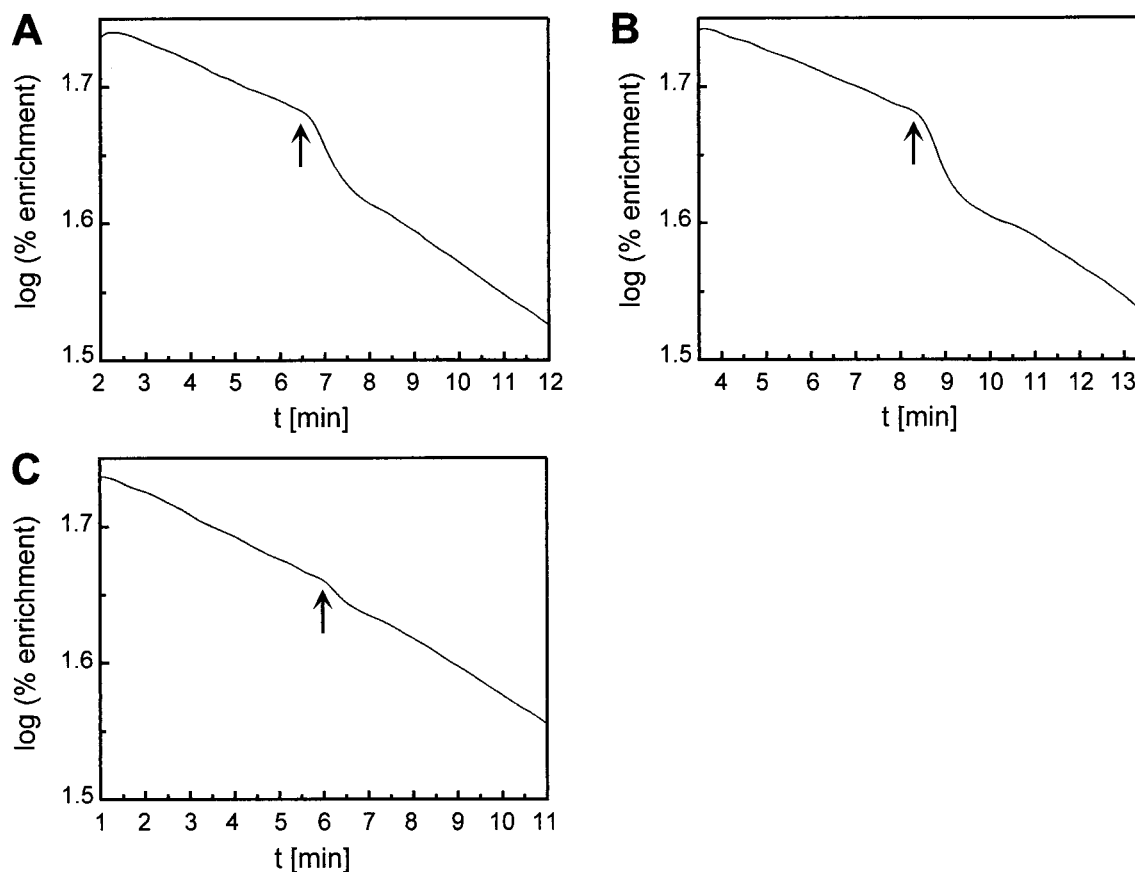 A
log (% enrichment)
1.7
1.6
1.5
2 3 4 5 6 7 8 9 10 11 12
t [min]
B
log (% enrichment)
1.7
1.6
1.5
4 5 6 7 8 9 10 11 12 13
t [min]
C
log (% enrichment)
1.7
1.6
1.5
1 2 3 4 5 6 7 8 9 10 11
t [min]